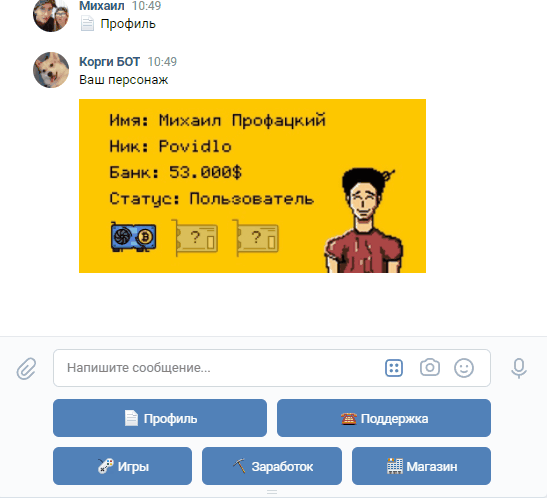 Михаил 10:49
📄 Профиль
Корги БОТ 10:49
Ваш персонаж
Имя: Михаил Профацкий
Ник: Povidlo
Банк: 53.000$
Статус: Пользователь
? ?
Напишите сообщение...
📄 Профиль ☎️ Поддержка
🎮 Игры ⛏ Заработок 🏪 Магазин